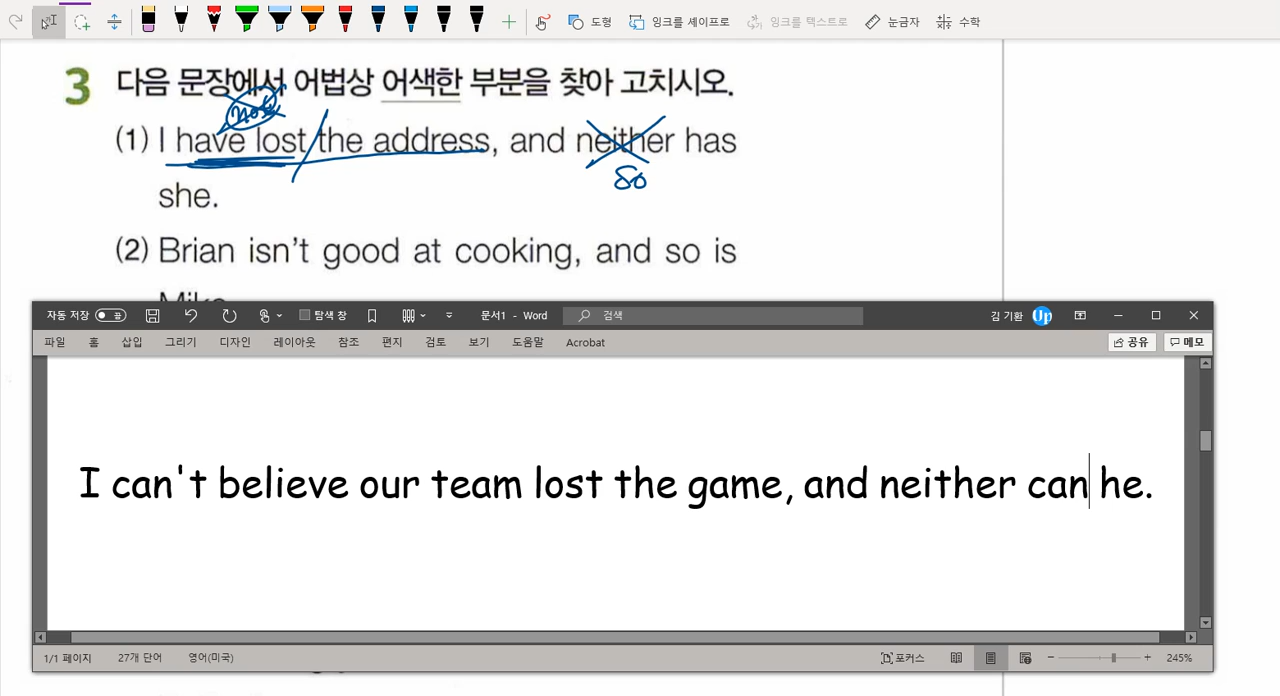 도형
잉크를 셰이프로
잉크를 텍스트로
눈금자
수학
3 다음 문장에서 어법상 어색한 부분을 찾아 고치시오.
(1) I have lost the address, and neither has
so
she.
(2) Brian isn't good at cooking, and so is
Mike
자동 저장
탐색 창
문서1 - Word
검색
김 기환
Up
파일 홈 삽입 그리기 디자인 레이아웃 참조 편지 검토 보기 도움말 Acrobat
공유 메모
I can't believe our team lost the game, and neither can he.
1/1 페이지 27개 단어 영어(미국)
포커스
245%